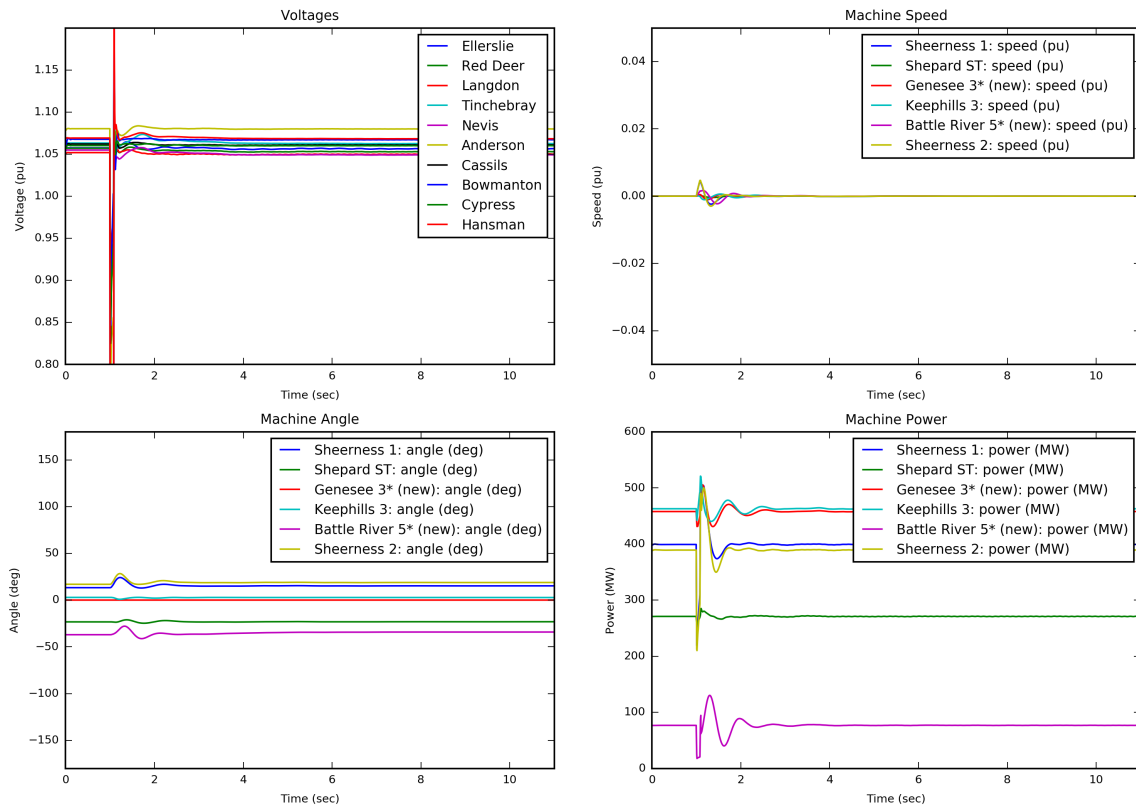 Voltages
1.15
1.10
1.05
1.00
0.95
0.90
0.85
0.80
Voltage (pu)
Ellerslie
Red Deer
Langdon
Tinchebray
Nevis
Anderson
Cassils
Bowmanton
Cypress
Hansman
0 2 4 6 8 10
Time (sec)
Machine Speed
0.04
0.02
0.00
−0.02
−0.04
Speed (pu)
Sheerness 1: speed (pu)
Shepard ST: speed (pu)
Genesee 3* (new): speed (pu)
Keephills 3: speed (pu)
Battle River 5* (new): speed (pu)
Sheerness 2: speed (pu)
0 2 4 6 8 10
Time (sec)
Machine Angle
150
100
50
0
−50
−100
−150
Angle (deg)
Sheerness 1: angle (deg)
Shepard ST: angle (deg)
Genesee 3* (new): angle (deg)
Keephills 3: angle (deg)
Battle River 5* (new): angle (deg)
Sheerness 2: angle (deg)
0 2 4 6 8 10
Time (sec)
Machine Power
600
500
400
300
200
100
0
Power (MW)
Sheerness 1: power (MW)
Shepard ST: power (MW)
Genesee 3* (new): power (MW)
Keephills 3: power (MW)
Battle River 5* (new): power (MW)
Sheerness 2: power (MW)
0 2 4 6 8 10
Time (sec)